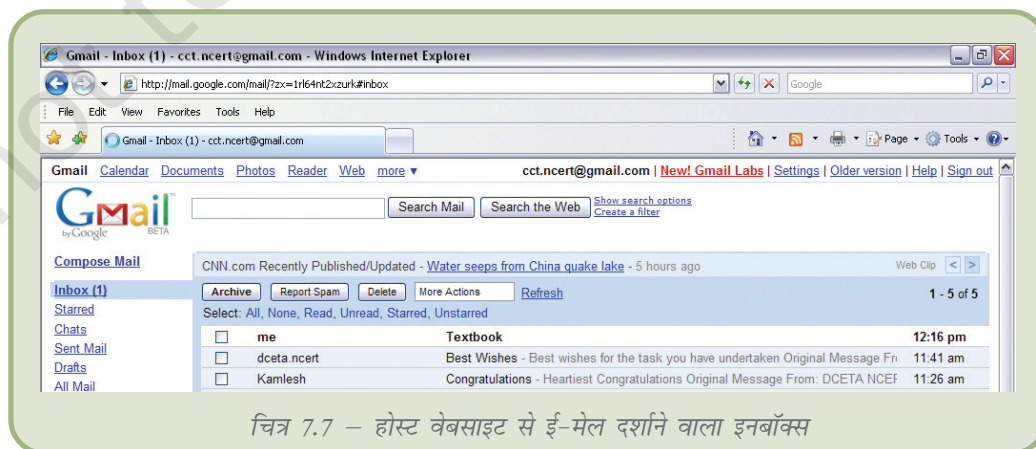 not to
Gmail - Inbox (1) - cct.ncert@gmail.com - Windows Internet Explorer
http://mail.google.com/mail/?zx=1rl64nt2xzurk#inbox Google
File Edit View Favorites Tools Help
Gmail - Inbox (1) - cct.ncert@gmail.com Page Tools
Gmail Calendar Documents Photos Reader Web more ▼ cct.ncert@gmail.com | New! Gmail Labs | Settings | Older version | Help | Sign out
Gmail by Google BETA
Search Mail Search the Web Show search options
Create a filter
Compose Mail
CNN.com Recently Published/Updated - Water seeps from China quake lake - 5 hours ago Web Clip < >
Inbox (1) Archive Report Spam Delete More Actions Refresh 1 - 5 of 5
Starred Select: All, None, Read, Unread, Starred, Unstarred
Chats me Textbook 12:16 pm
Sent Mail dceta.ncert Best Wishes - Best wishes for the task you have undertaken Original Message Fr 11:41 am
Drafts
All Mail Kamlesh Congratulations - Heartiest Congratulations Original Message From: DCETA NCEF 11:26 am
चित्र 7.7 – होस्ट वेबसाइट से ई-मेल दर्शाने वाला इनबॉक्स